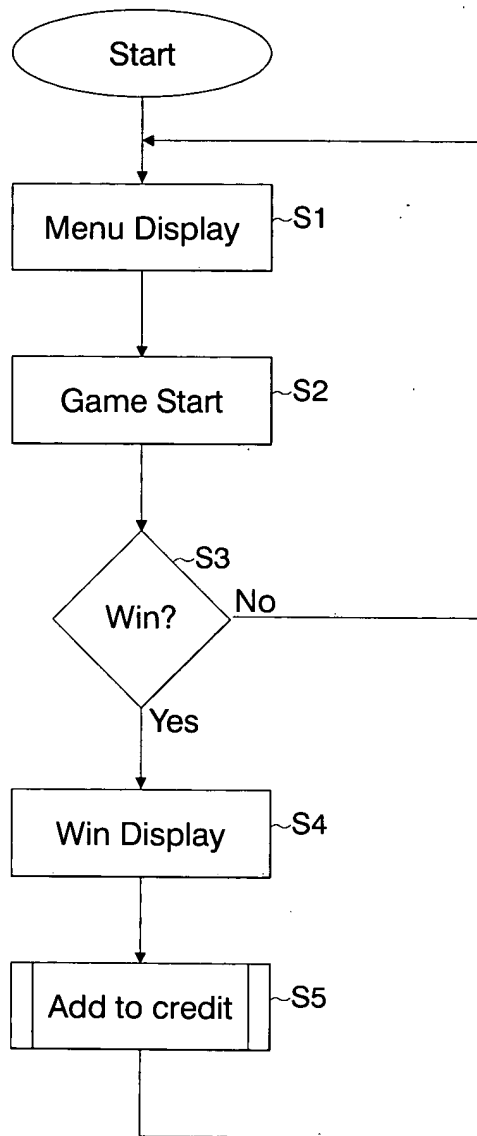 Start
Menu Display
S1
Game Start
S2
S3
Win?
No
Yes
Win Display
S4
Add to credit
S5